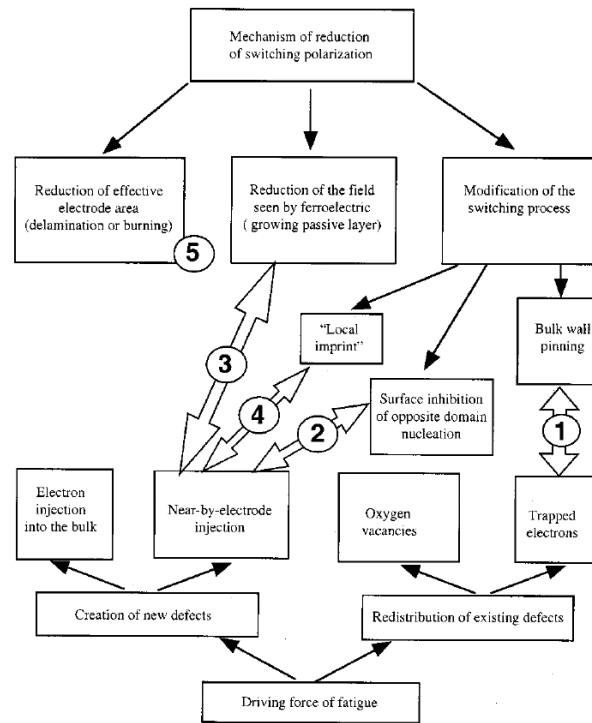 Mechanism of reduction
of switching polarization
Reduction of effective
electrode area
(delamination or burning)
5
Reduction of the field
seen by ferroelectric
( growing passive layer)
Modification of the
switching process
"Local
imprint"
Bulk wall
pinning
3
4
2
Surface inhibition
of opposite domain
nucleation
1
Electron
injection
into the bulk
Near-by-electrode
injection
Oxygen
vacancies
Trapped
electrons
Creation of new defects
Redistribution of existing defects
Driving force of fatigue